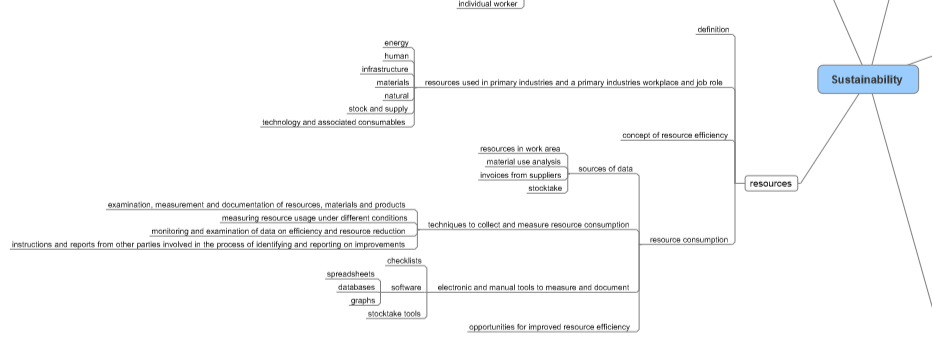 individual worker
definition
energy
human
infrastructure
materials
natural
stock and supply
technology and associated consumables
resources used in primary industries and a primary industries workplace and job role
Sustainability
concept of resource efficiency
resources in work area
material use analysis
invoices from suppliers
stocktake
sources of data
resources
examination, measurement and documentation of resources, materials and products
measuring resource usage under different conditions
monitoring and examination of data on efficiency and resource reduction
instructions and reports from other parties involved in the process of identifying and reporting on improvements
techniques to collect and measure resource consumption
resource consumption
checklists
spreadsheets
databases
graphs
software
stocktake tools
electronic and manual tools to measure and document
opportunities for improved resource efficiency